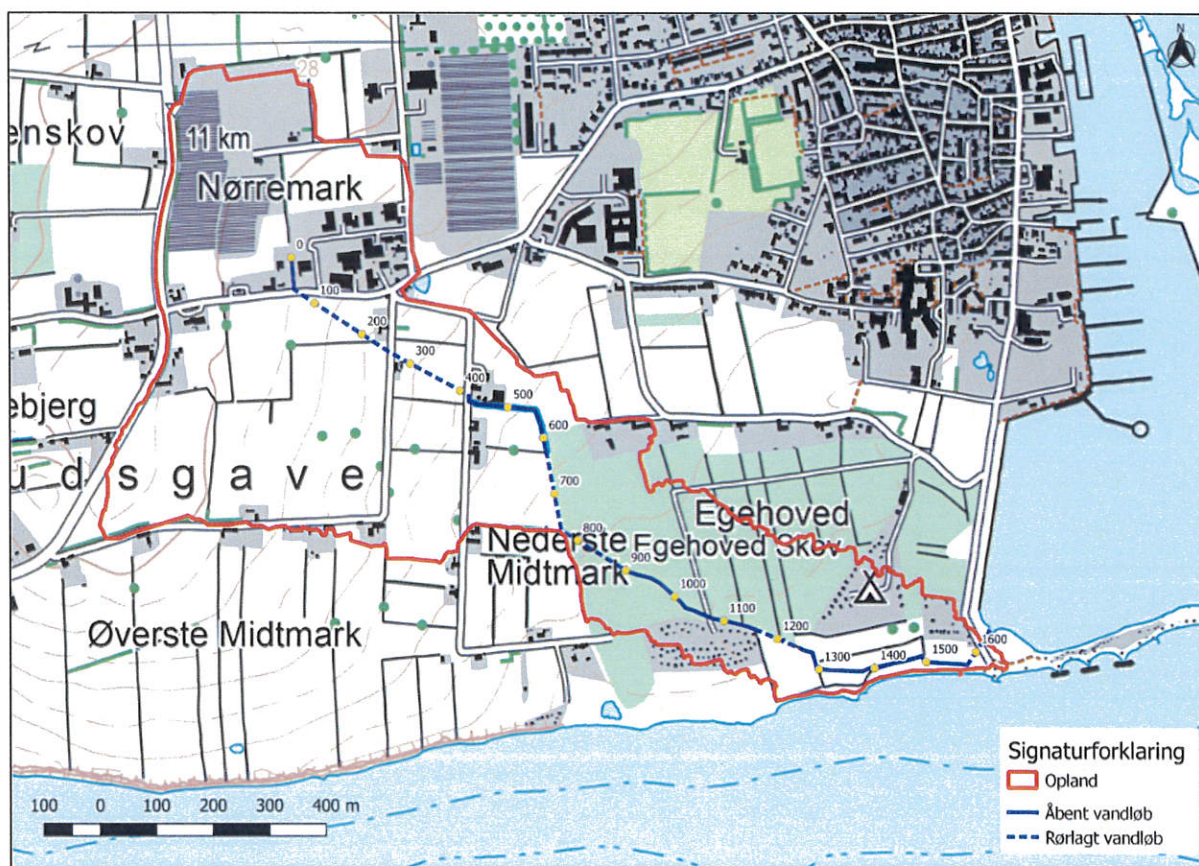 N
28
enskov
11 km
Nørremark
0
100
200
300
400
500
600
ebjerg
udsgave
700
800
900
Egehoved
Nederste Egehoved Skov
Midtmark
1000
1100
1200
1300
1400
1500
1600
Øverste Midtmark
Signaturforklaring
Opland
Åbent vandløb
Rørlagt vandløb
100 0 100 200 300 400 m